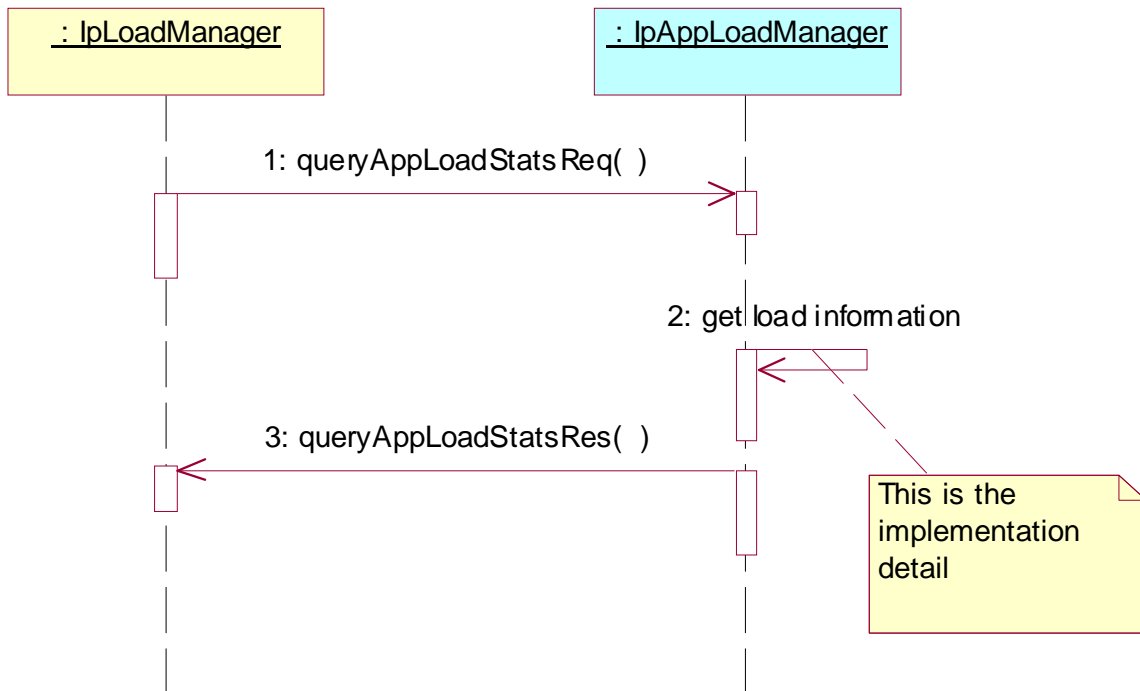 : IpLoadManager
: IpAppLoadManager
1: queryAppLoadStatsReq( )
2: get load information
3: queryAppLoadStatsRes( )
This is the
implementation
detail